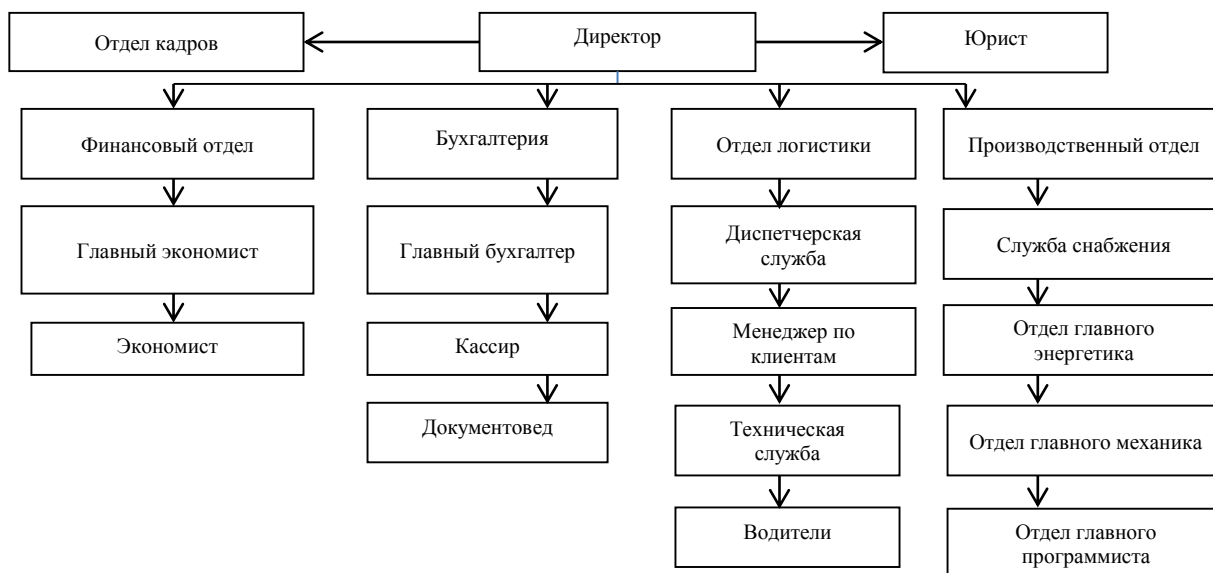 Отдел кадров
Директор
Юрист
Финансовый отдел
Бухгалтерия
Отдел логистики
Производственный отдел
Главный экономист
Главный бухгалтер
Диспетчерская
служба
Служба снабжения
Экономист
Кассир
Менеджер по
клиентам
Отдел главного
энергетика
Документовед
Техническая
служба
Отдел главного механика
Водители
Отдел главного
программиста